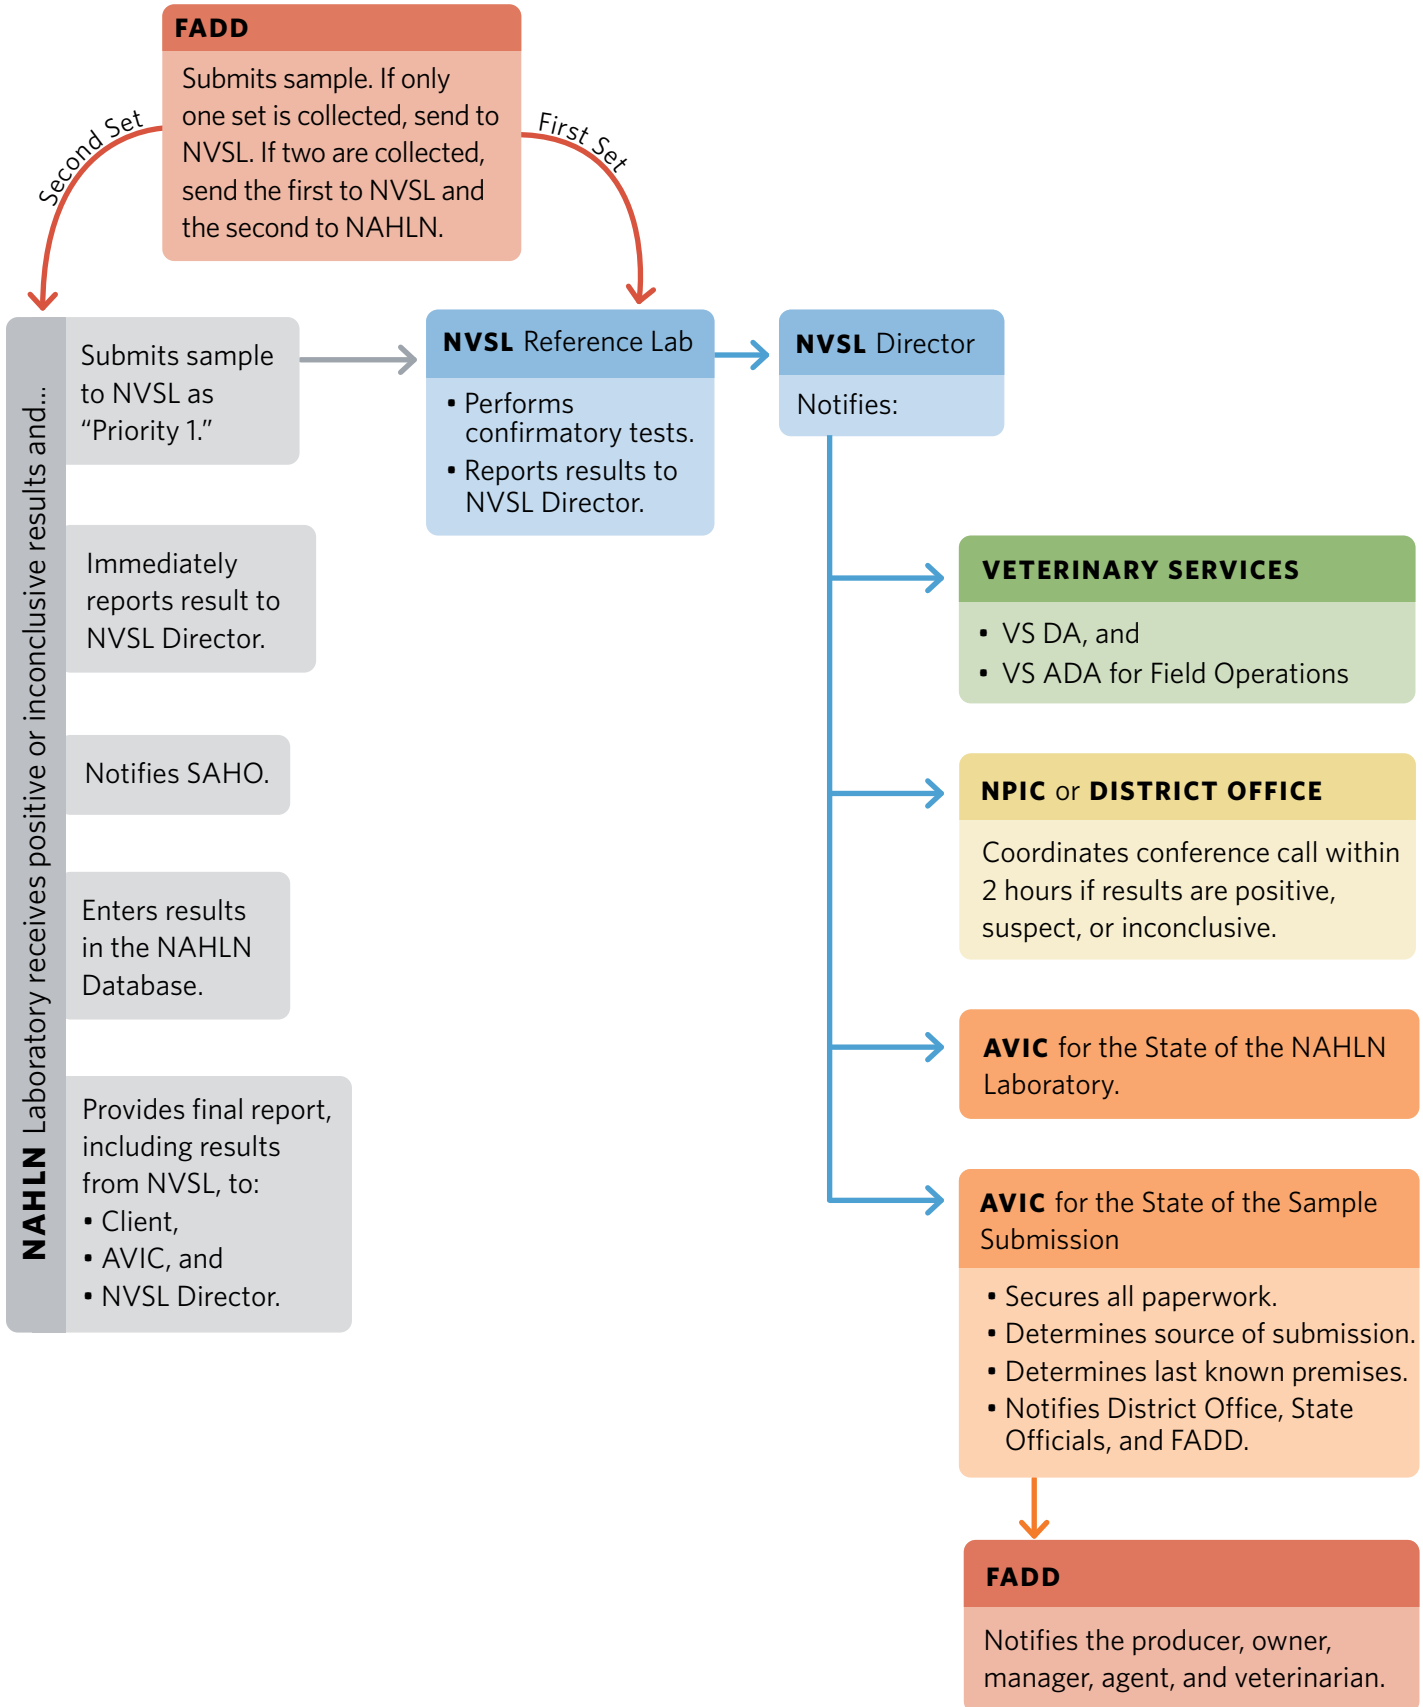 FADD
Submits sample. If only
one set is collected, send to
NVSL. If two are collected,
send the first to NVSL and
the second to NAHLN.
Second Set
First Set
NAHLN Laboratory receives positive or inconclusive results and...
Submits sample
to NVSL as
“Priority 1.”
Immediately
reports result to
NVSL Director.
Notifies SAHO.
Enters results
in the NAHLN
Database.
Provides final report,
including results
from NVSL, to:
• Client,
• AVIC, and
• NVSL Director.
NVSL Reference Lab
• Performs
confirmatory tests.
• Reports results to
NVSL Director.
NVSL Director
Notifies:
VETERINARY SERVICES
• VS DA, and
• VS ADA for Field Operations
NPIC or DISTRICT OFFICE
Coordinates conference call within
2 hours if results are positive,
suspect, or inconclusive.
AVIC for the State of the NAHLN
Laboratory.
AVIC for the State of the Sample
Submission
• Secures all paperwork.
• Determines source of submission.
• Determines last known premises.
• Notifies District Office, State
Officials, and FADD.
FADD
Notifies the producer, owner,
manager, agent, and veterinarian.